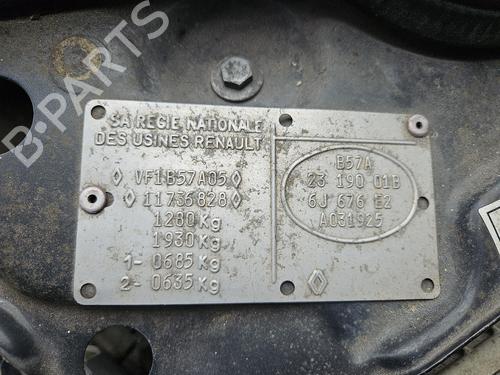 SA REGIE NATIONALE
DES USINES RENAULT
◊ VF1B57A05 ◊
◊ 11736828 ◊
1280 Kg
1930 Kg
1- 0685 Kg
2- 0635 Kg
B57A
23 190 01B
6J 676 E2
A031925
B-PARTS